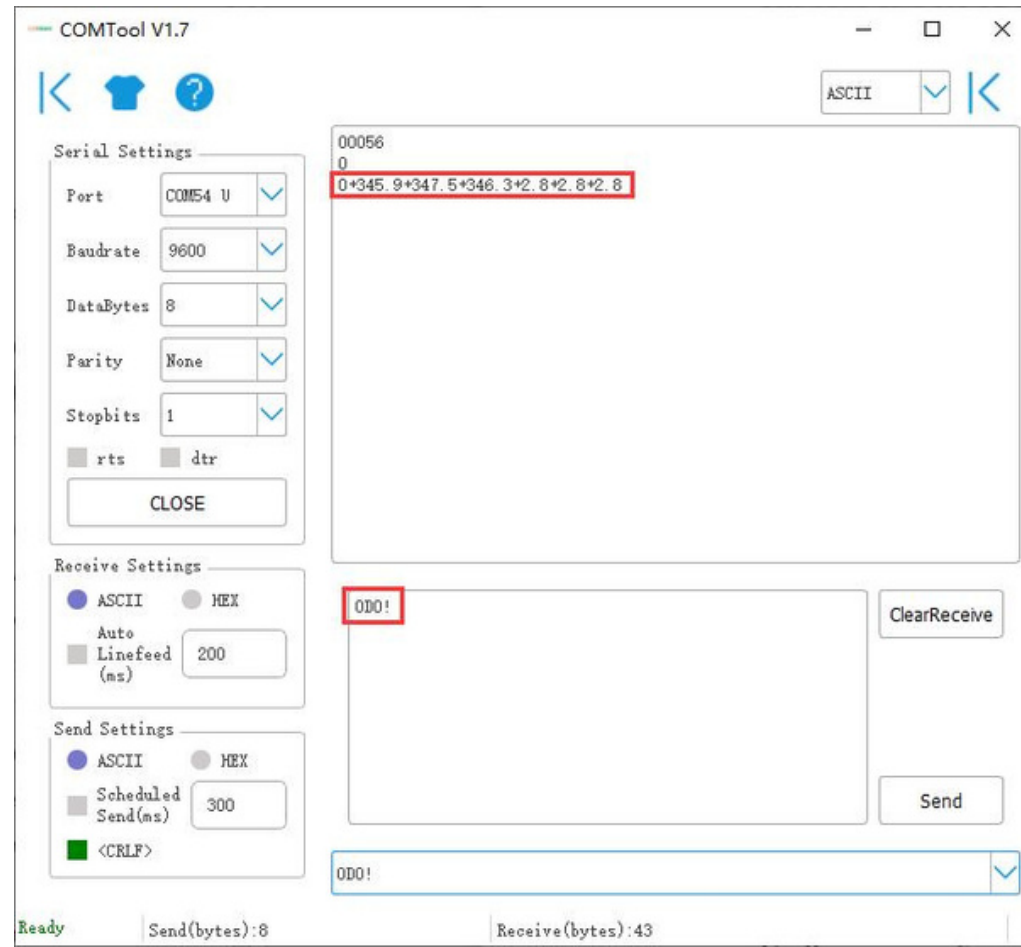 COMTool V1.7
ASCII
Serial Settings
Port COM54 U
Baudrate 9600
DataBytes 8
Parity None
Stopbits 1
rts dtr
CLOSE
Receive Settings
ASCII HEX
Auto
Linefeed
(ms)
200
Send Settings
ASCII HEX
Scheduled
Send(ms)
300
<CRLF>
00056
0
0+345.9+347.5+346.3+2.8+2.8+2.8
0D0!
ClearReceive
Send
0D0!
Ready Send(bytes):8 Receive(bytes):43